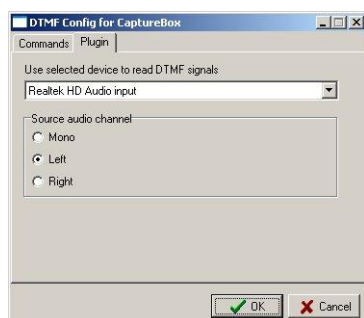 DTMF Config for CaptureBox
Commands Plugin
Use selected device to read DTMF signals
Realtek HD Audio input
Source audio channel
Mono
Left
Right
OK Cancel